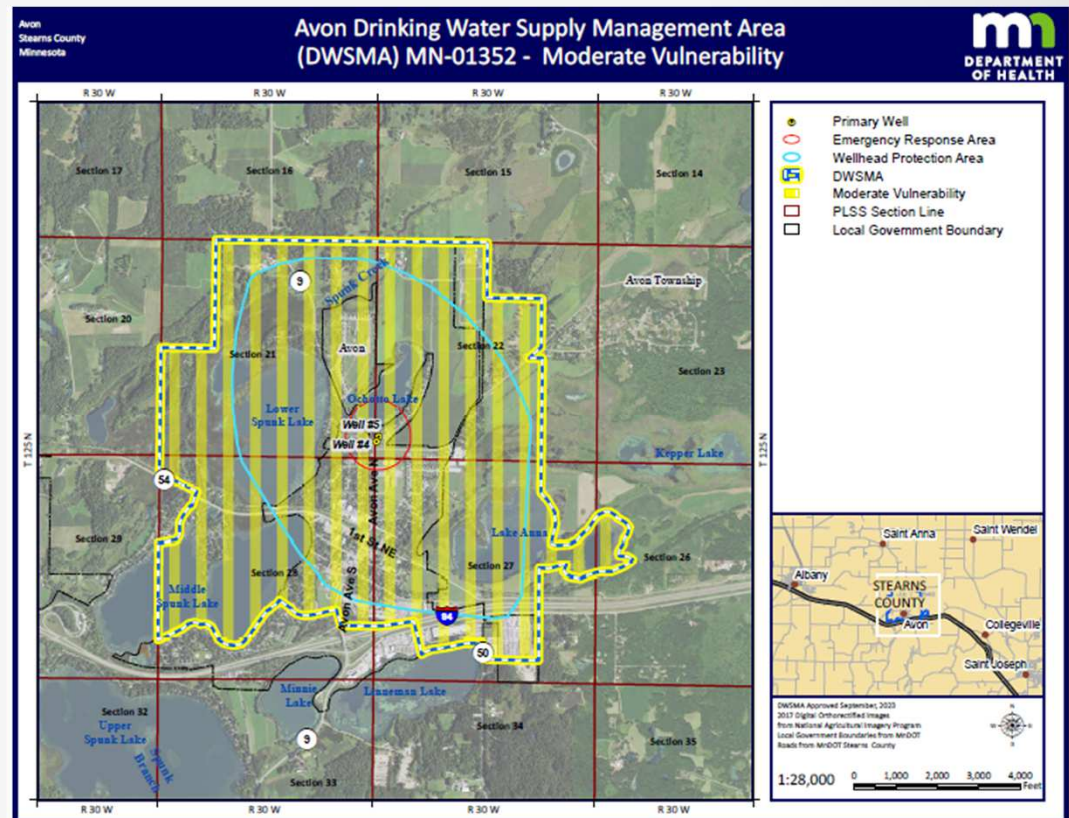 Avon
Stearns County
Minnesota
Avon Drinking Water Supply Management Area
(DWSMA) MN-01352 - Moderate Vulnerability
mn
DEPARTMENT
OF HEALTH
R 30 W
R 30 W
R 30 W
R 30 W
Section 17
Section 16
Section 15
Section 14
9
Spunk Creek
Avon Township
Section 20
Section 21
Avon
Section 22
Section 23
Ochotto Lake
Lower
Spunk Lake
Well #5
Well #4
Kepper Lake
T 125 N
T 125 N
54
Avon Ave N
1st St NE
Lake Anna
Section 29
Section 28
Section 27
Section 26
Middle
Spunk Lake
Avon Ave S
94
50
Minnie
Lake
Linneman Lake
Section 32
Upper
Spunk Lake
Spunk
Branch
9
Section 33
Section 34
Section 35
R 30 W
R 30 W
R 30 W
R 30 W
Primary Well
Emergency Response Area
Wellhead Protection Area
DWSMA
Moderate Vulnerability
PLSS Section Line
Local Government Boundary
Saint Anna
Saint Wendel
Albany
STEARNS
COUNTY
Avon
Collegeville
Saint Joseph
DWSMA Approved September, 2023
2017 Digital Orthorectified Images
from National Agricultural Imagery Program
Local Government Boundaries from MnDOT
Roads from MnDOT Stearns County
N
W
E
S
1:28,000
0 1,000 2,000 3,000 4,000
Feet